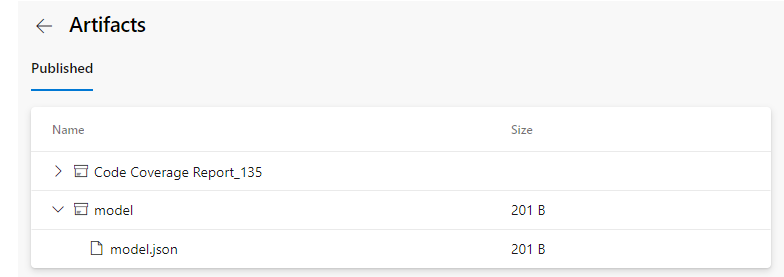 Artifacts
Published
Name Size
Code Coverage Report_135
model 201 B
model.json 201 B